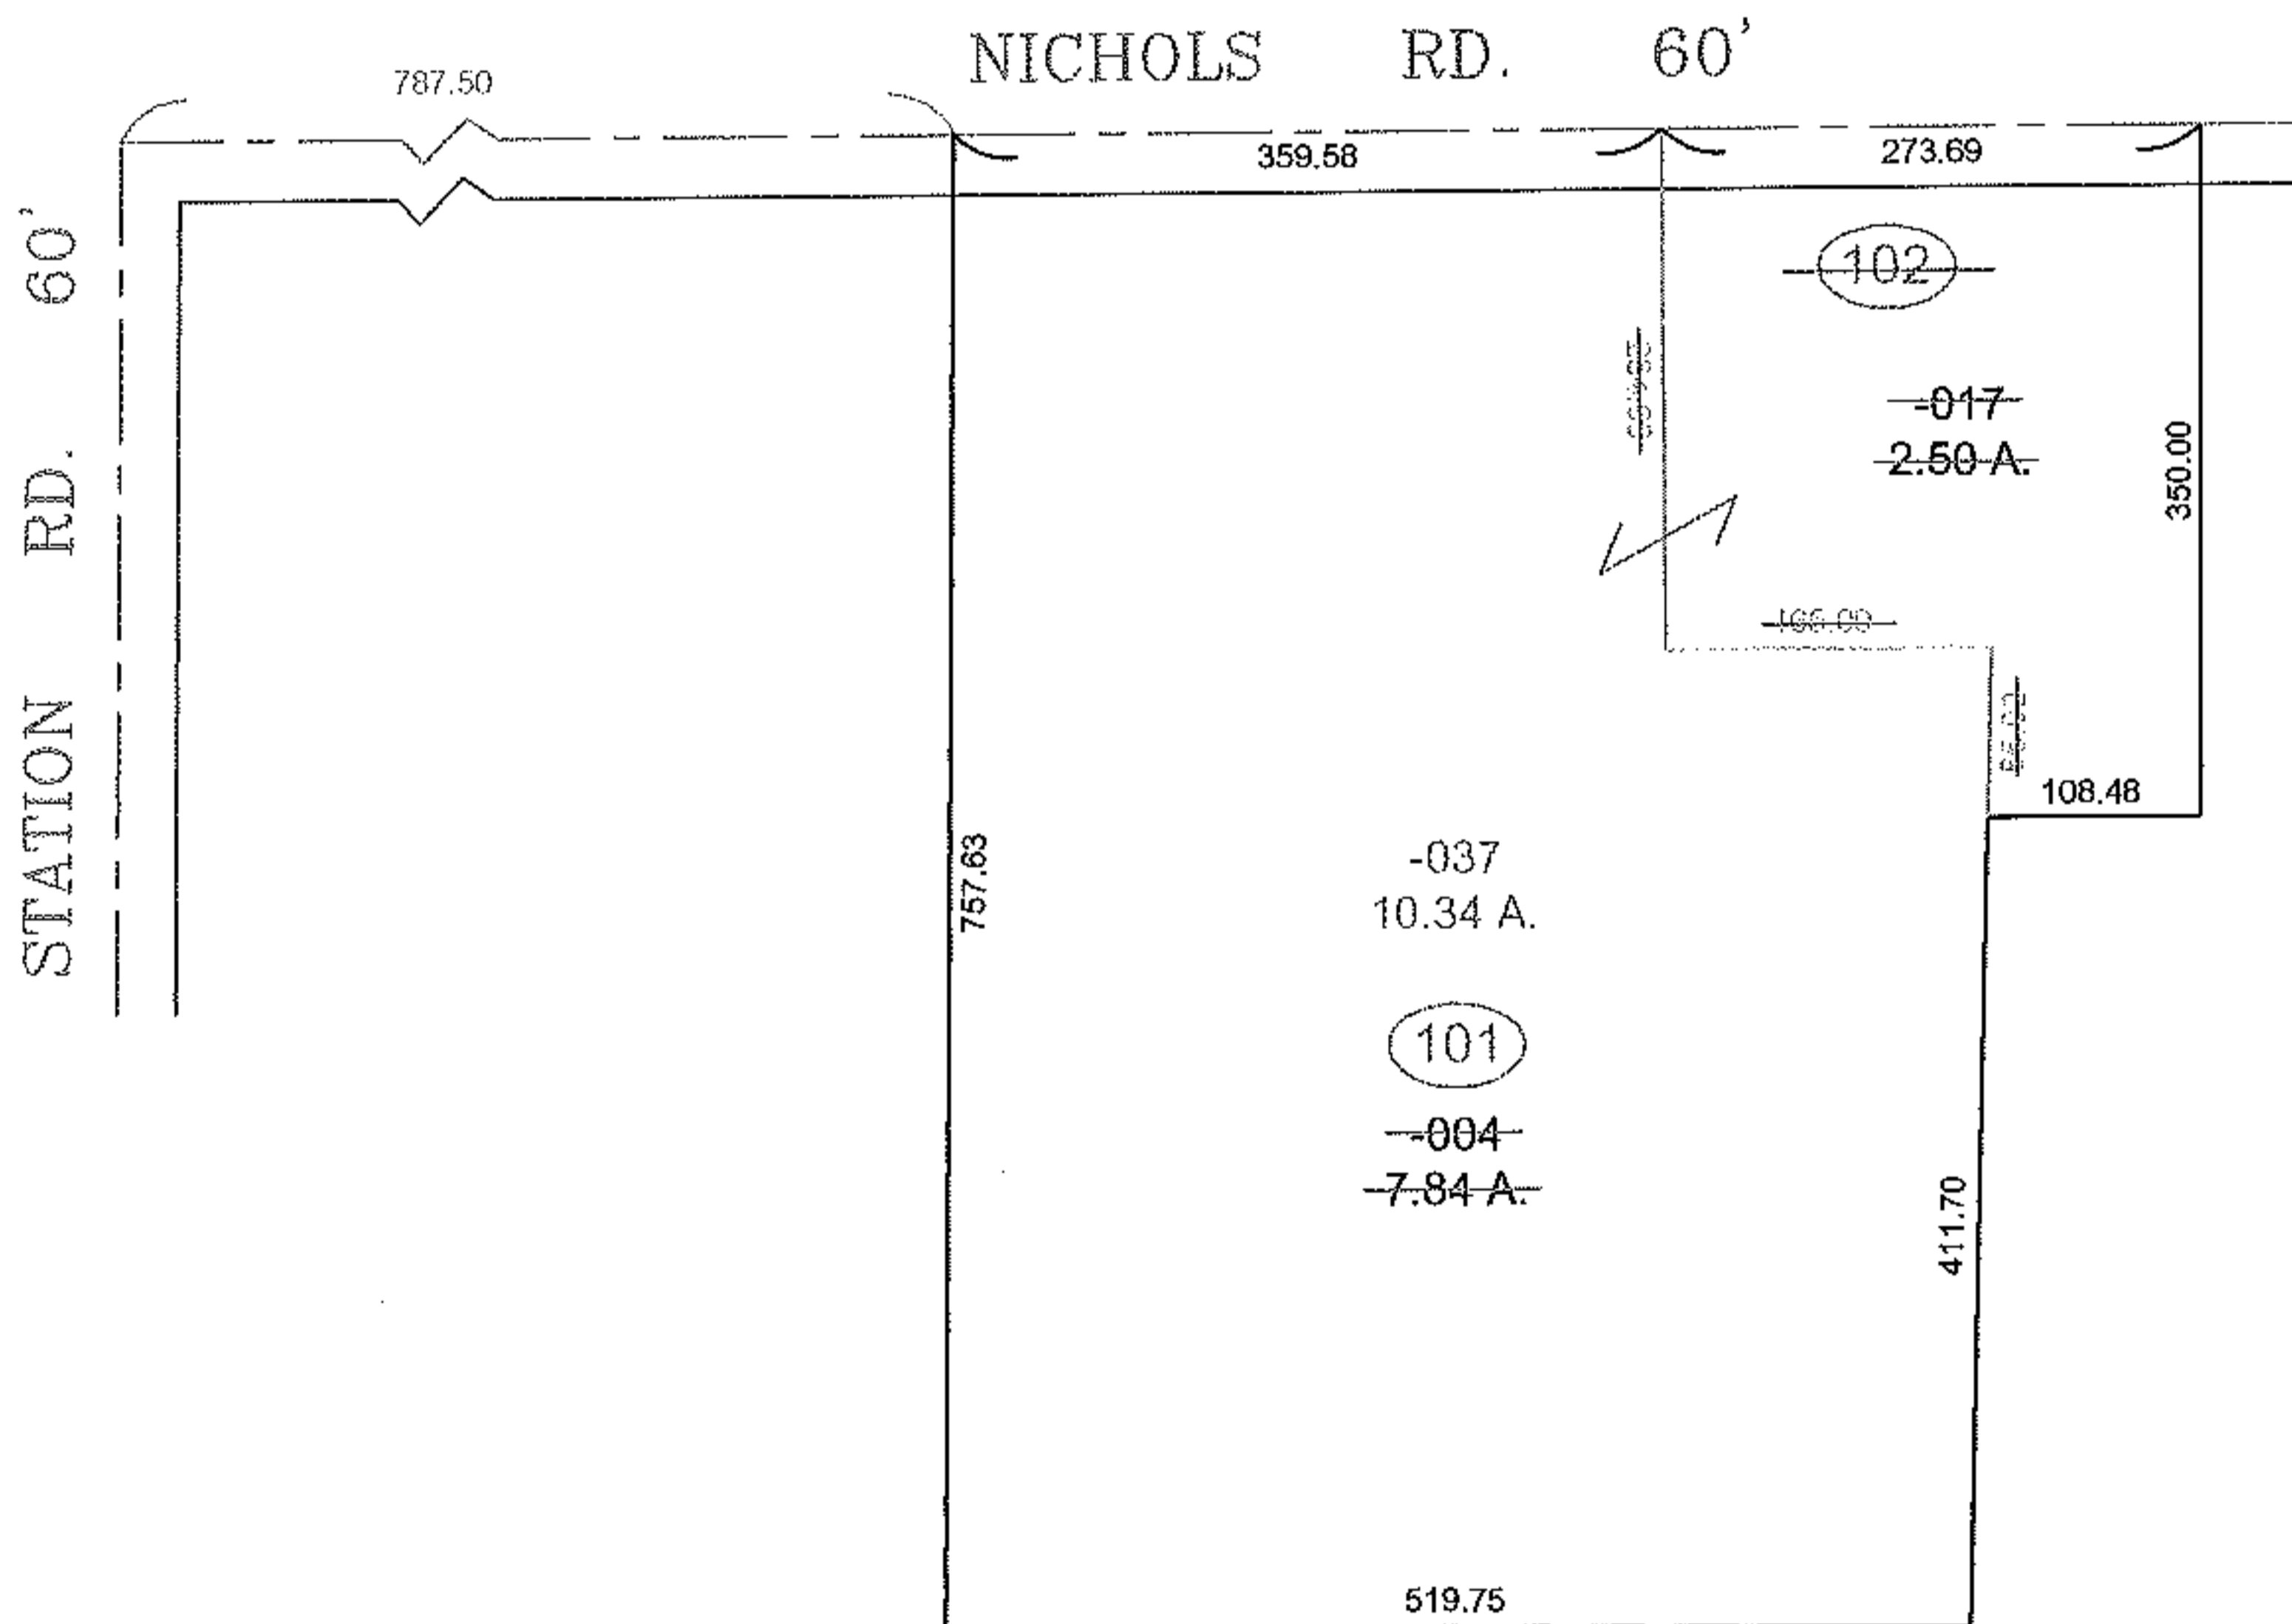 NICHOLS RD. 60'
787.50
359.58
273.69
STATION RD. 60'
102
-017
2.50 A.
350.00
108.48
757.63
-037
10.34 A.
101
-004
7.84 A.
411.70
519.75